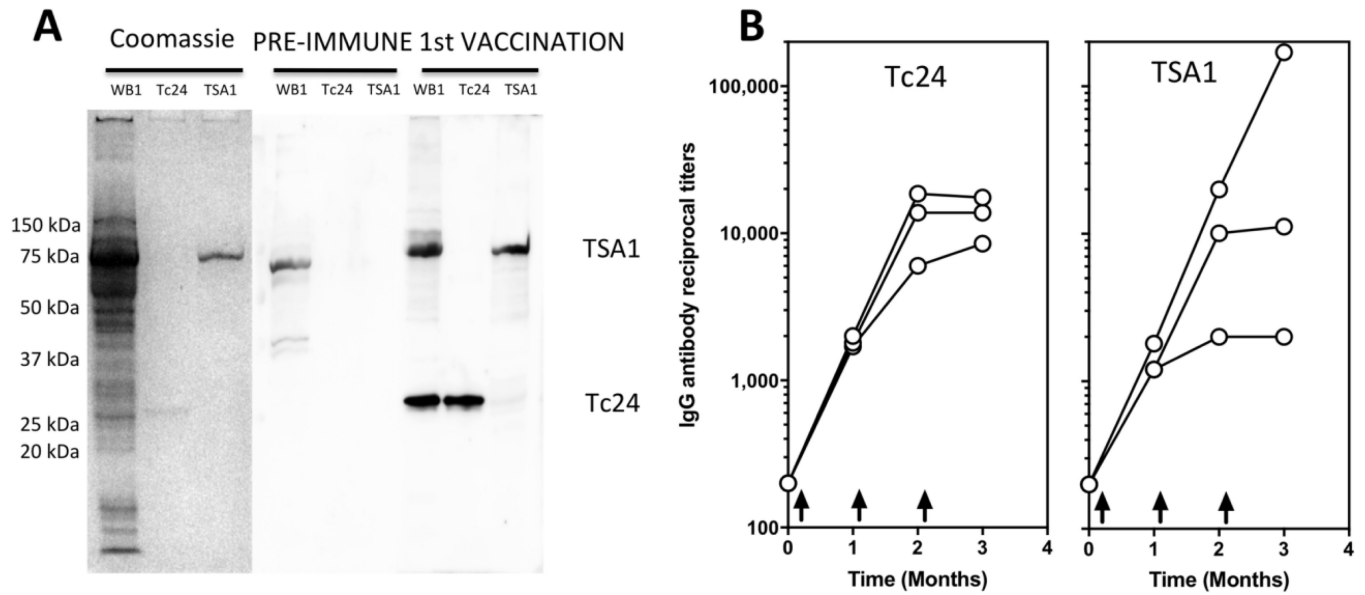 A
Coomassie PRE-IMMUNE 1st VACCINATION
WB1 Tc24 TSA1 WB1 Tc24 TSA1 WB1 Tc24 TSA1
150 kDa
75 kDa
50 kDa
37 kDa
25 kDa
20 kDa
TSA1
Tc24
B
IgG antibody reciprocal titers
100,000
10,000
1,000
100
Tc24
0 1 2 3 4
Time (Months)
TSA1
0 1 2 3 4
Time (Months)